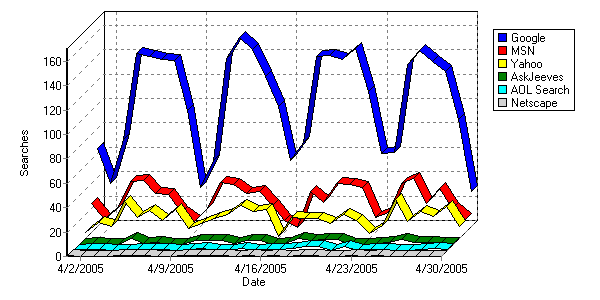 160
140
120
100
80
60
40
20
0
Searches
4/2/2005 4/9/2005 4/16/2005 4/23/2005 4/30/2005
Date
Google
MSN
Yahoo
AskJeeves
AOL Search
Netscape